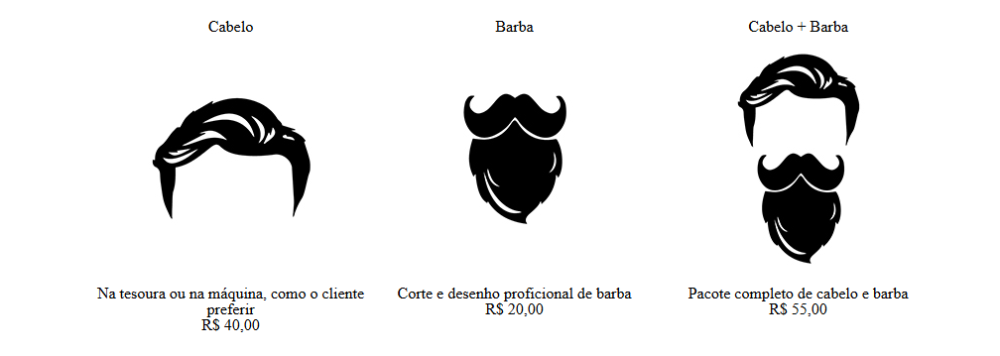 Cabelo
Barba
Cabelo + Barba
Na tesoura ou na máquina, como o cliente
preferir
R$ 40,00
Corte e desenho proficional de barba
R$ 20,00
Pacote completo de cabelo e barba
R$ 55,00